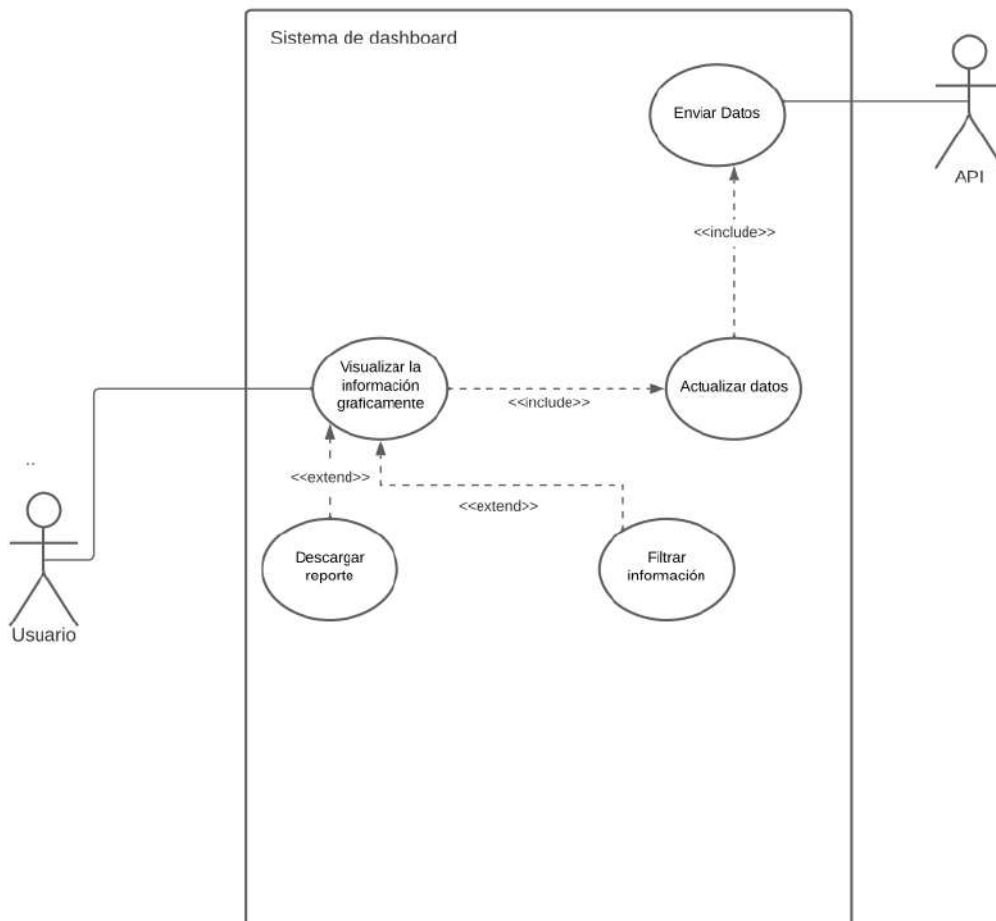 Sistema de dashboard
Enviar Datos
API
<<include>>
Visualizar la
información
graficamente
<<include>>
Actualizar datos
..
<<extend>>
<<extend>>
Descargar
reporte
Filtrar
información
Usuario